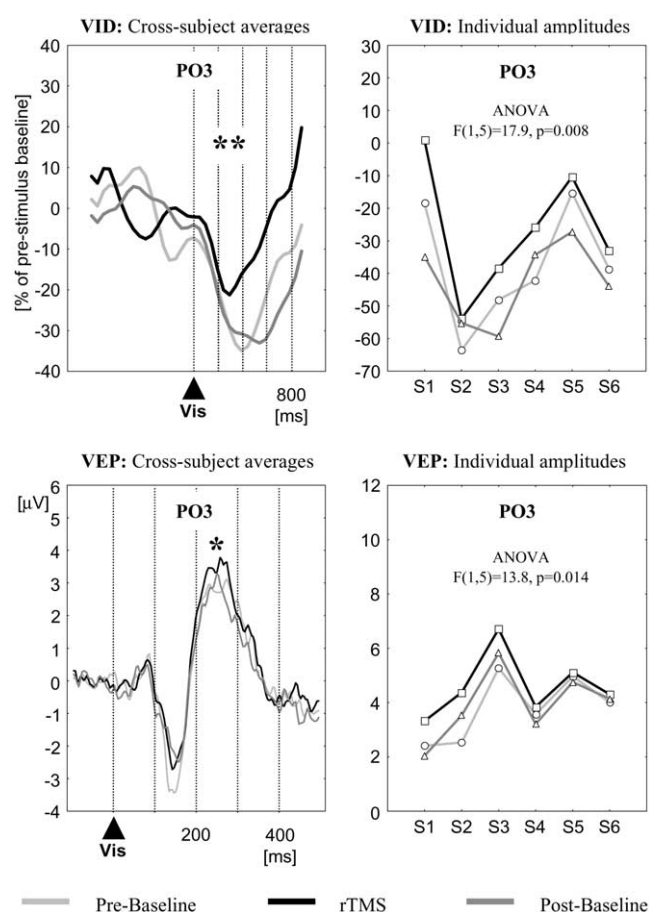 VID: Cross-subject averages
VID: Individual amplitudes
[% of pre-stimulus baseline]
40
30
20
10
0
-10
-20
-30
-40
PO3
**
Vis
800
[ms]
30
20
10
0
-10
-20
-30
-40
-50
-60
-70
PO3
ANOVA
F(1,5)=17.9, p=0.008
S1 S2 S3 S4 S5 S6
VEP: Cross-subject averages
VEP: Individual amplitudes
[µV]
6
5
4
3
2
1
0
-1
-2
-3
-4
PO3
*
Vis
200 400
[ms]
12
10
8
6
4
2
0
PO3
ANOVA
F(1,5)=13.8, p=0.014
S1 S2 S3 S4 S5 S6
Pre-Baseline rTMS Post-Baseline